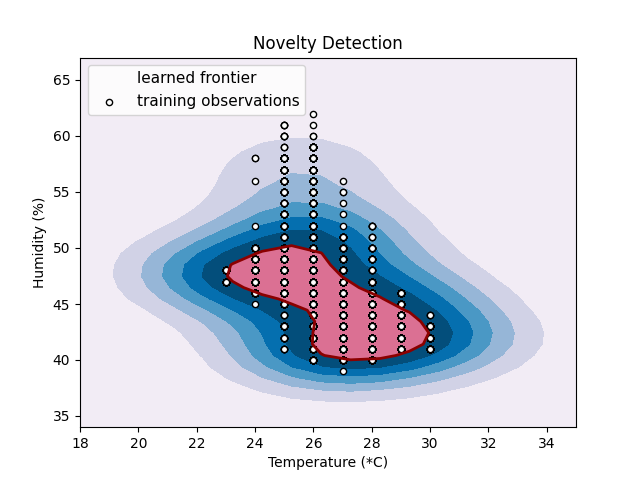 Novelty Detection
learned frontier
training observations
65
60
55
50
45
40
35
Humidity (%)
18 20 22 24 26 28 30 32 34
Temperature (*C)